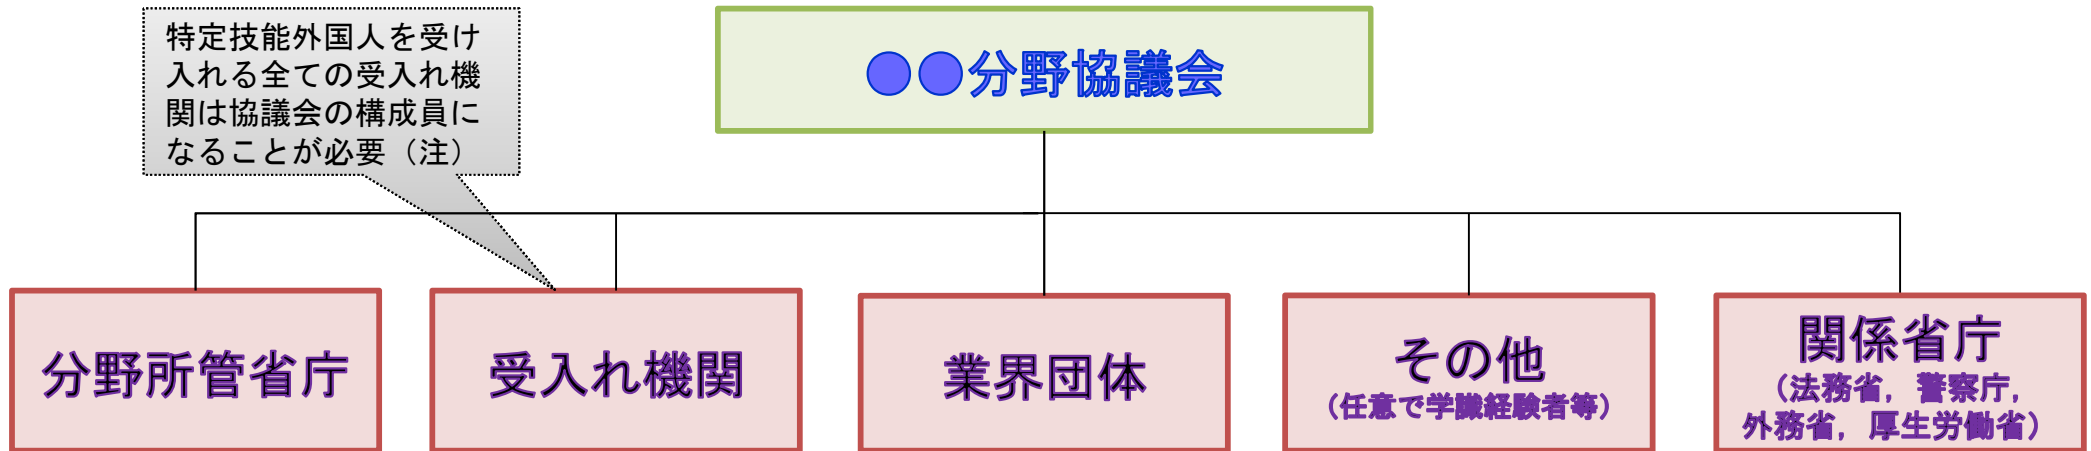 特定技能外国人を受け
入れる全ての受入れ機
関は協議会の構成員に
なることが必要（注）
●●分野協議会
分野所管省庁
受入れ機関
業界団体
その他
（任意で学識経験者等）
関係省庁
（法務省，警察庁，
外務省，厚生労働省）